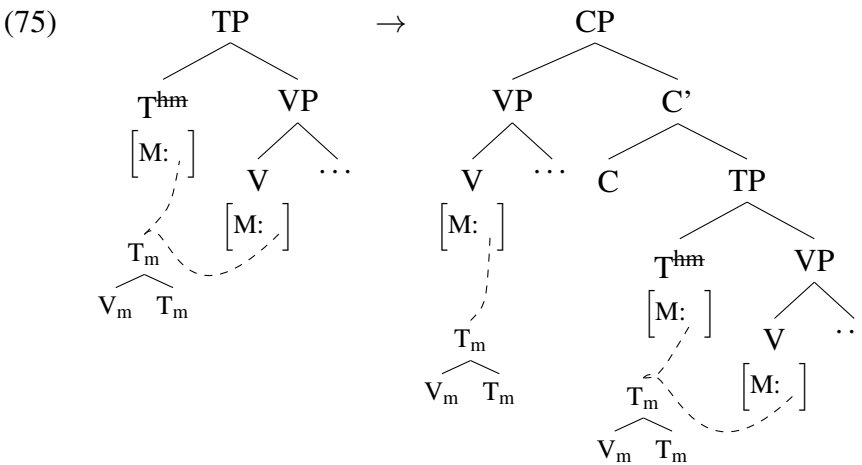 (75) TP → CP
T^hm VP VP C’
[M: ] V ··· V ··· C TP
[M: ] [M: ] T^hm VP
T_m [M: ] V ··
V_m T_m T_m [M: ]
V_m T_m T_m
V_m T_m